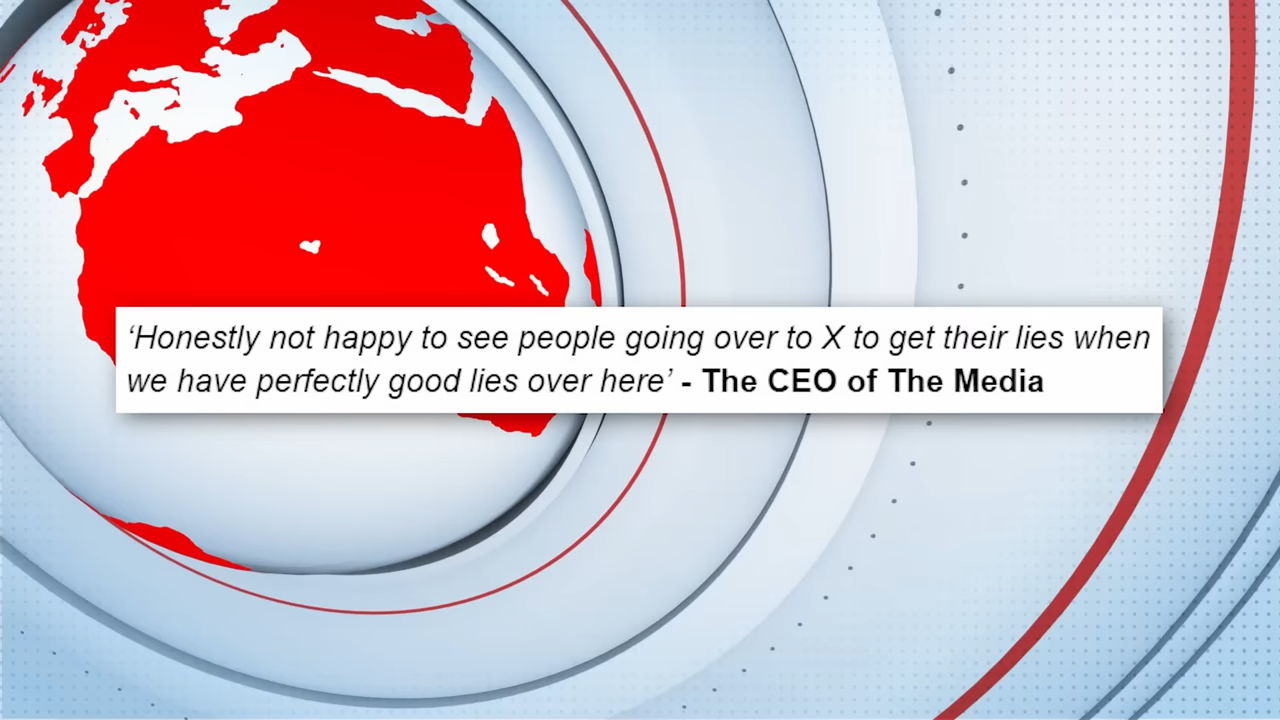 ‘Honestly not happy to see people going over to X to get their lies when
we have perfectly good lies over here’ - The CEO of The Media